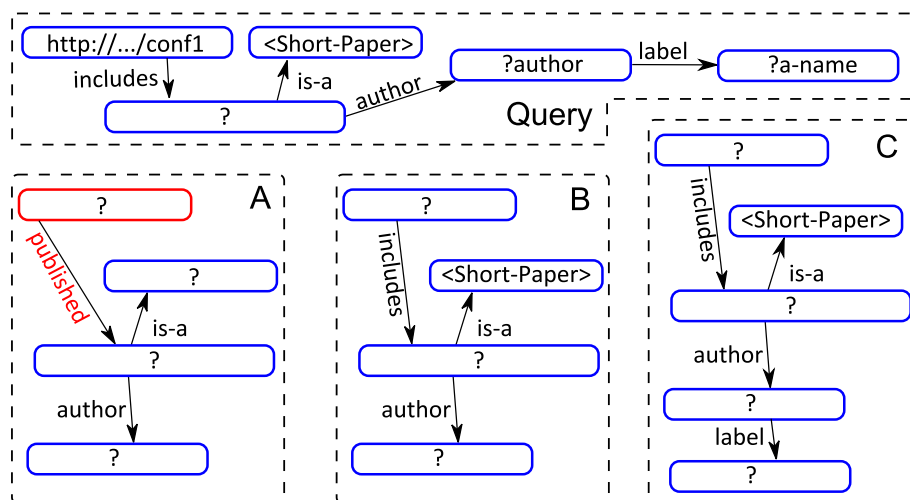 http://.../conf1
<Short-Paper>
includes
is-a
author
?author
label
?a-name
?
Query
A
?
published
?
is-a
?
author
?
B
?
includes
<Short-Paper>
is-a
?
author
?
C
?
includes
<Short-Paper>
is-a
?
author
?
label
?